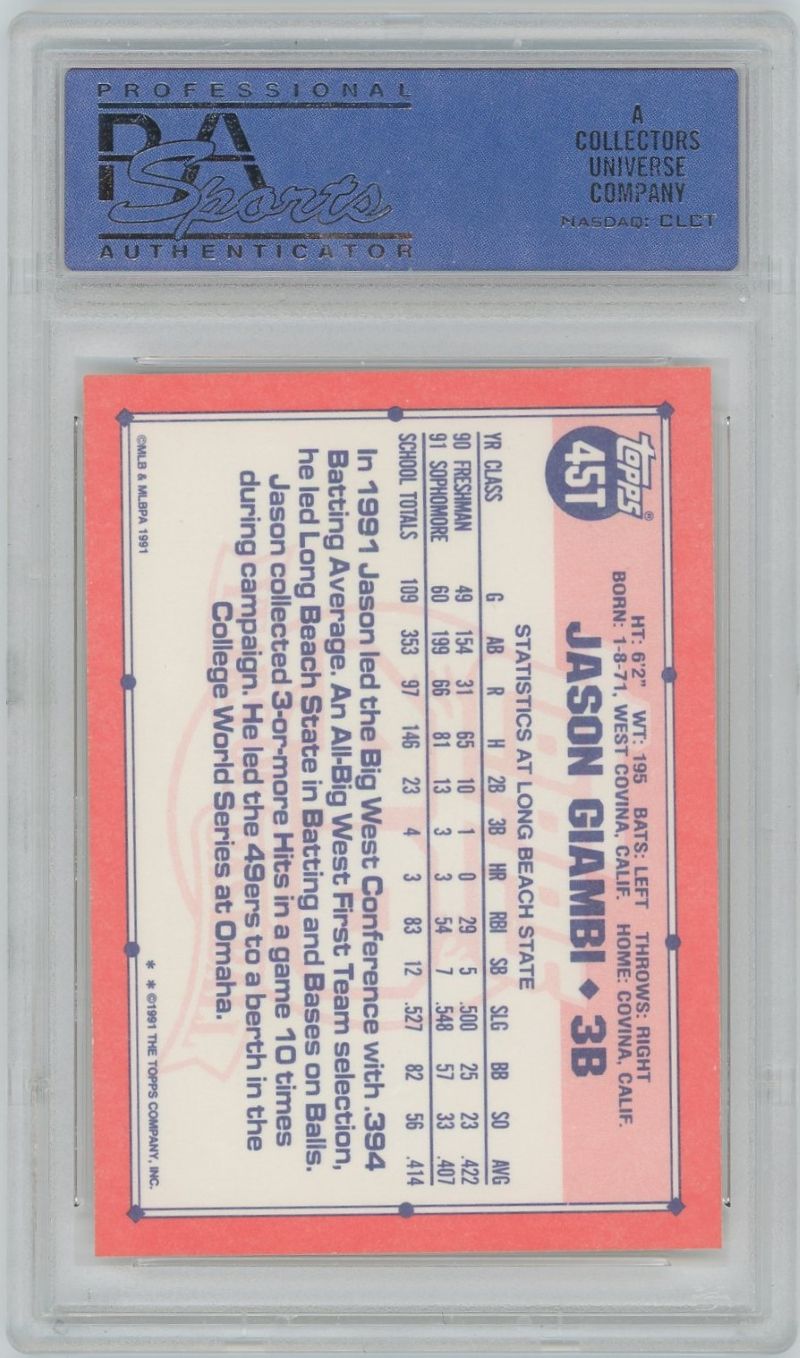 PROFESSIONAL
PSA
Sports
AUTHENTICATOR
A
COLLECTORS
UNIVERSE
COMPANY
NASDAQ: CLCT
Topps®
45T
HT: 6'2" WT: 195 BATS: LEFT THROWS: RIGHT
BORN: 1-8-71, WEST COVINA, CALIF. HOME: COVINA, CALIF.
JASON GIAMBI ♦ 3B
STATISTICS AT LONG BEACH STATE
YR CLASS G AB R H 2B 3B HR RBI SB SLG BB SO AVG
90 FRESHMAN 49 154 31 65 10 1 0 29 5 .500 25 23 .422
91 SOPHOMORE 60 199 66 81 13 3 3 54 7 .548 57 33 .407
SCHOOL TOTALS 109 353 97 146 23 4 3 83 12 .527 82 56 .414
In 1991 Jason led the Big West Conference with .394
Batting Average. An All-Big West First Team selection,
he led Long Beach State in Batting and Bases on Balls.
Jason collected 3-or-more Hits in a game 10 times
during campaign. He led the 49ers to a berth in the
College World Series at Omaha.
©MLB & MLBPA 1991
* * ©1991 THE TOPPS COMPANY, INC.